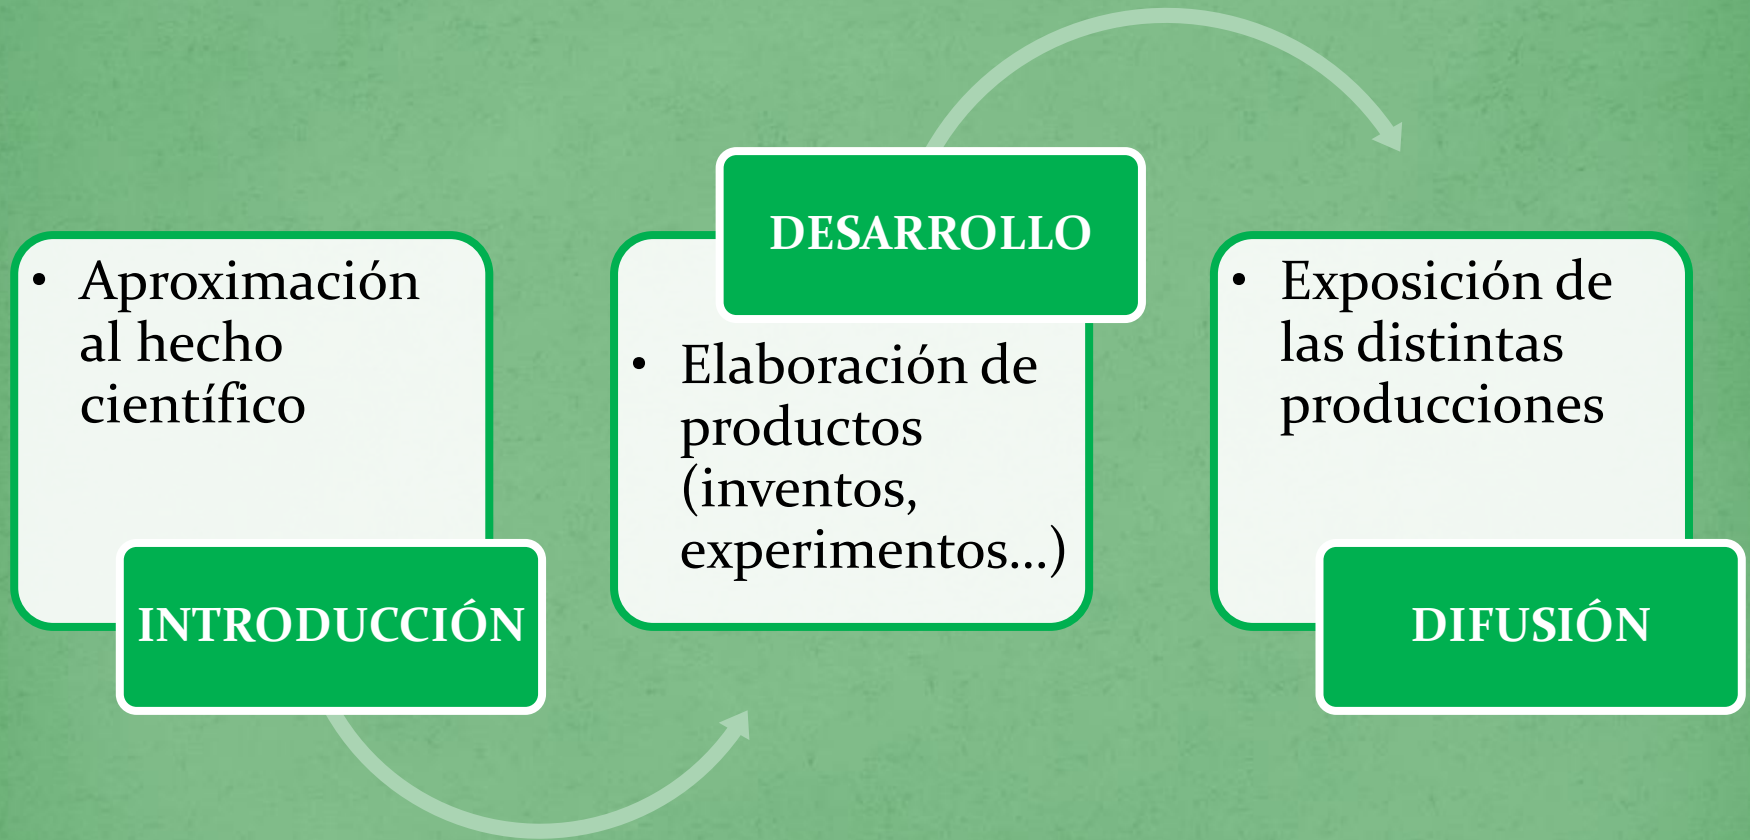 • Aproximación
al hecho
científico
INTRODUCCIÓN
DESARROLLO
• Elaboración de
productos
(inventos,
experimentos...)
• Exposición de
las distintas
producciones
DIFUSIÓN